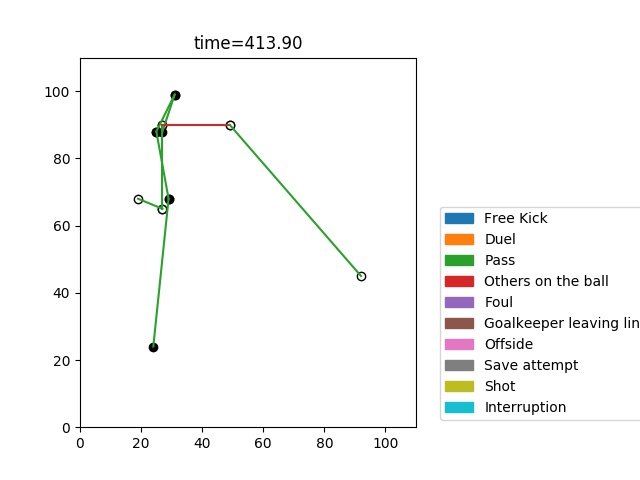 time=413.90
100
80
60
40
20
0
0 20 40 60 80 100
Free Kick
Duel
Pass
Others on the ball
Foul
Goalkeeper leaving lin
Offside
Save attempt
Shot
Interruption